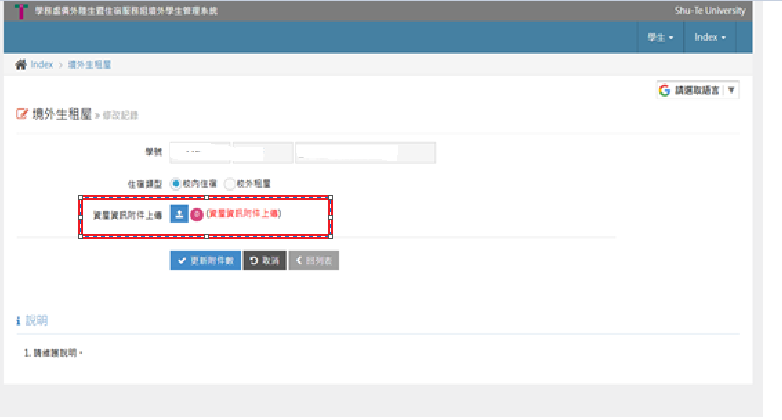 學務處僑外陸生暨住宿服務組境外學生管理系統 Shu-Te University
學生 Index
Index > 境外生租屋
請選取語言
境外生租屋 » 修改記錄
學號
住宿類型 校內住宿 校外租屋
賃屋資訊附件上傳 0 (賃屋資訊附件上傳)
更新附件數 取消 回列表
說明
1. 請維護說明。